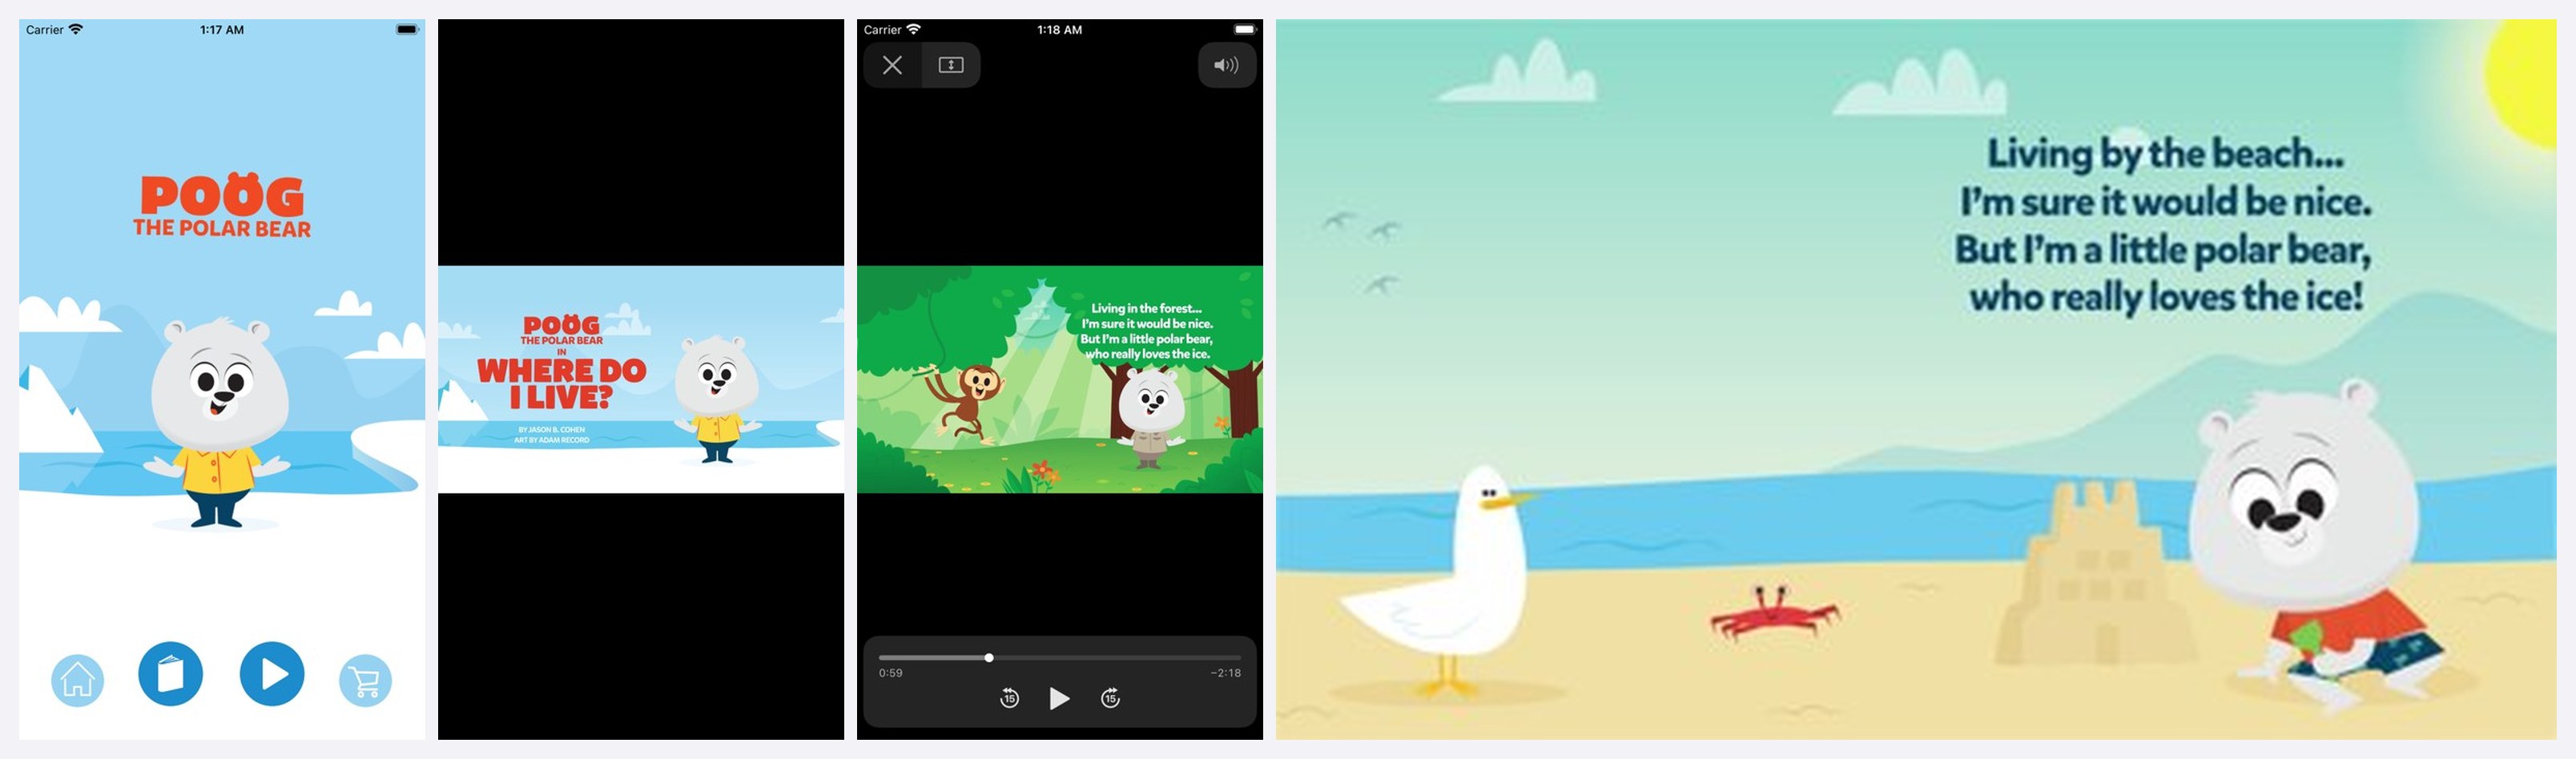 Carrier
1:17 AM
POOG
THE POLAR BEAR
POOG
THE POLAR BEAR
IN
WHERE DO
I LIVE?
BY JASON B. COHEN
ART BY ADAM RECORD
Carrier
1:18 AM
Living in the forest...
I'm sure it would be nice.
But I'm a little polar bear,
who really loves the ice.
0:59
-2:18
15
15
Living by the beach...
I'm sure it would be nice.
But I'm a little polar bear,
who really loves the ice!